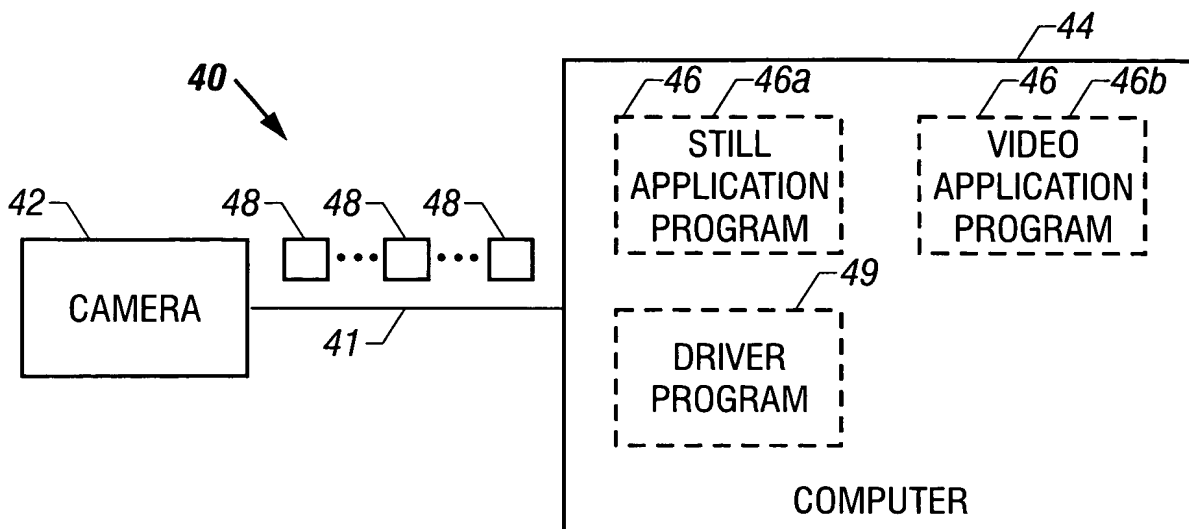 44
40
46 46a 46 46b
STILL APPLICATION PROGRAM
VIDEO APPLICATION PROGRAM
42 48 48 48
CAMERA
41
49
DRIVER PROGRAM
COMPUTER